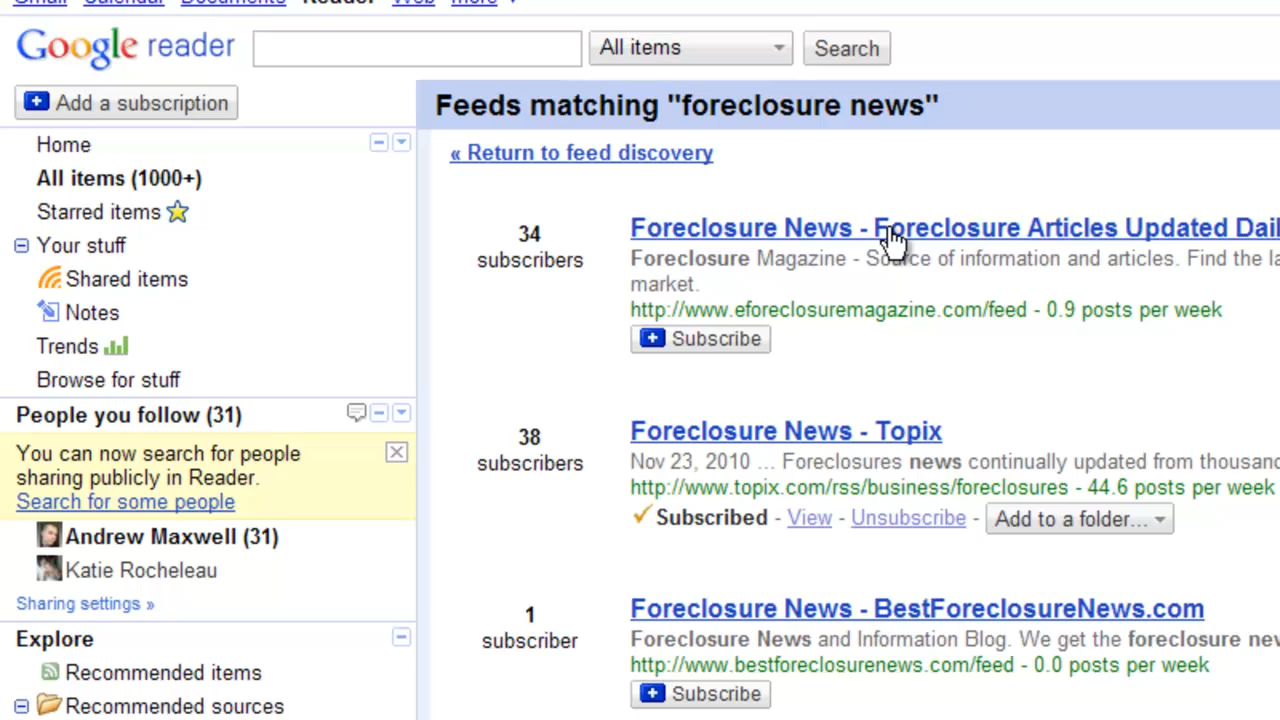 Gmail Calendar Documents Reader Web more
Google reader
All items
Search
Add a subscription
Home
All items (1000+)
Starred items
Your stuff
Shared items
Notes
Trends
Browse for stuff
People you follow (31)
You can now search for people
sharing publicly in Reader.
Search for some people
Andrew Maxwell (31)
Katie Rocheleau
Sharing settings »
Explore
Recommended items
Recommended sources
Feeds matching "foreclosure news"
« Return to feed discovery
34
subscribers
Foreclosure News - Foreclosure Articles Updated Dail
Foreclosure Magazine - Source of information and articles. Find the la
market.
http://www.eforeclosuremagazine.com/feed - 0.9 posts per week
Subscribe
38
subscribers
Foreclosure News - Topix
Nov 23, 2010 ... Foreclosures news continually updated from thousand
http://www.topix.com/rss/business/foreclosures - 44.6 posts per week
Subscribed - View - Unsubscribe - Add to a folder...
1
subscriber
Foreclosure News - BestForeclosureNews.com
Foreclosure News and Information Blog. We get the foreclosure nev
http://www.bestforeclosurenews.com/feed - 0.0 posts per week
Subscribe